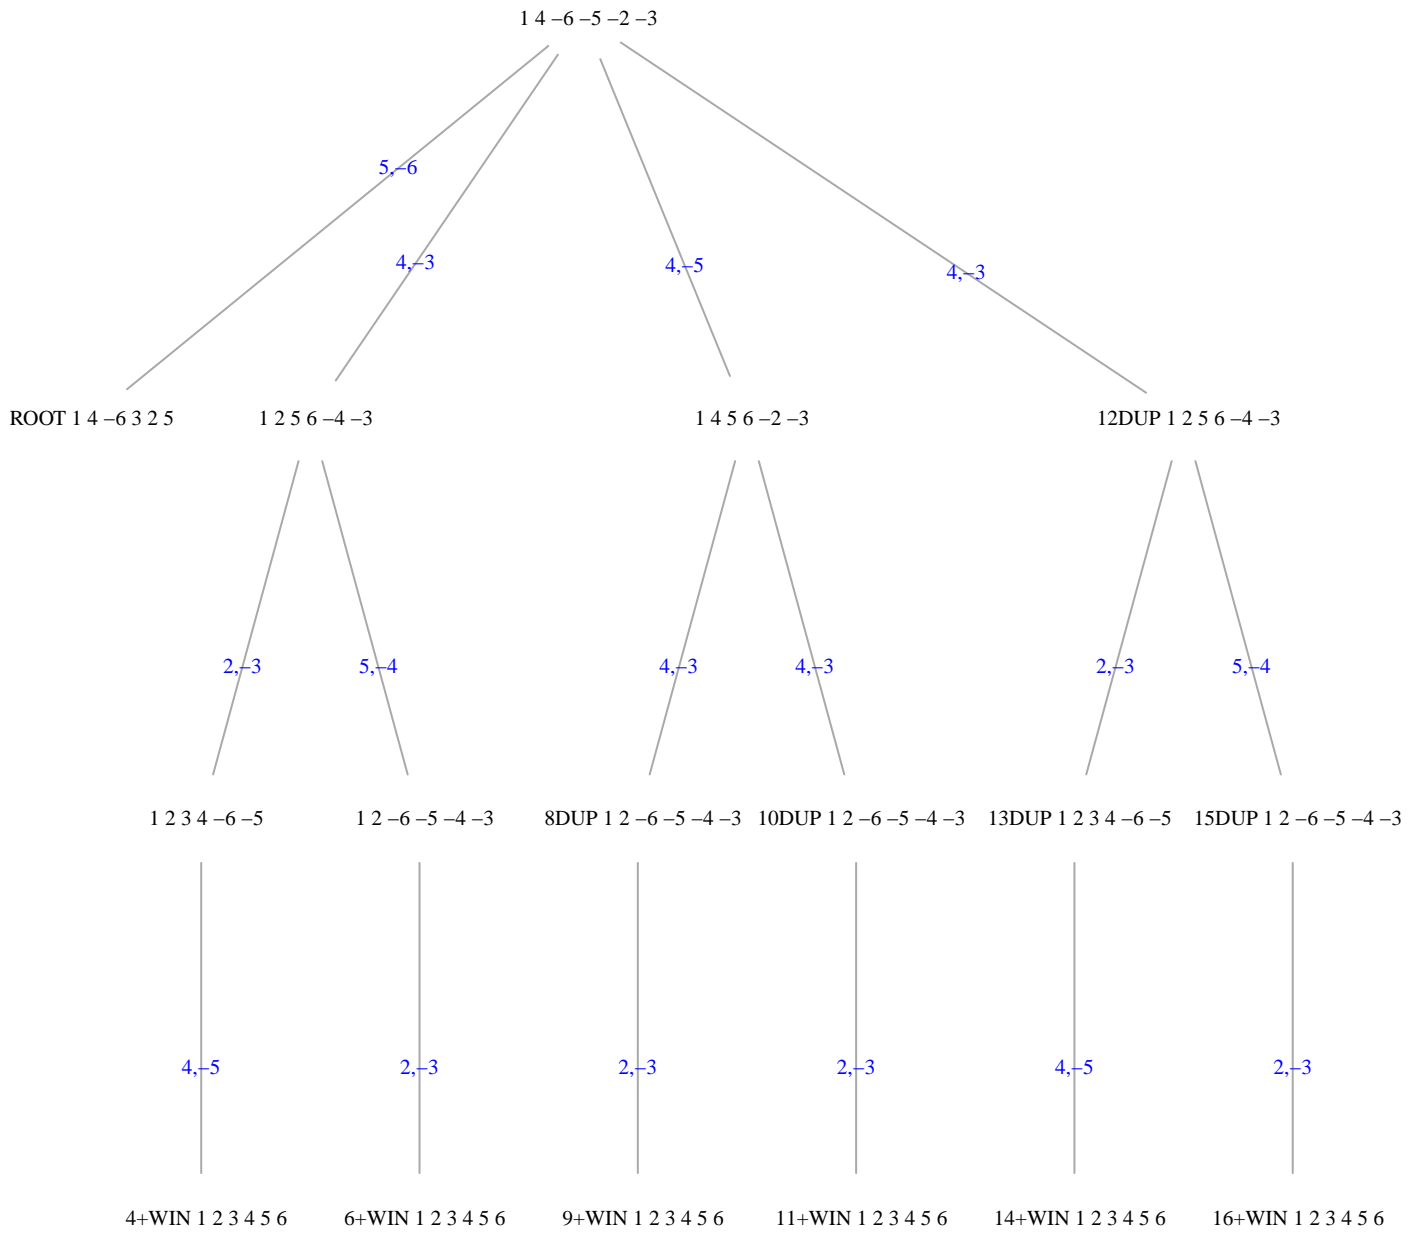 1 4 –6 –5 –2 –3
5,–6
4,–3
4,–5
4,–3
ROOT 1 4 –6 3 2 5
1 2 5 6 –4 –3
1 4 5 6 –2 –3
12DUP 1 2 5 6 –4 –3
2,–3
5,–4
4,–3
4,–3
2,–3
5,–4
1 2 3 4 –6 –5
1 2 –6 –5 –4 –3
8DUP 1 2 –6 –5 –4 –3
10DUP 1 2 –6 –5 –4 –3
13DUP 1 2 3 4 –6 –5
15DUP 1 2 –6 –5 –4 –3
4,–5
2,–3
2,–3
2,–3
4,–5
2,–3
4+WIN 1 2 3 4 5 6
6+WIN 1 2 3 4 5 6
9+WIN 1 2 3 4 5 6
11+WIN 1 2 3 4 5 6
14+WIN 1 2 3 4 5 6
16+WIN 1 2 3 4 5 6